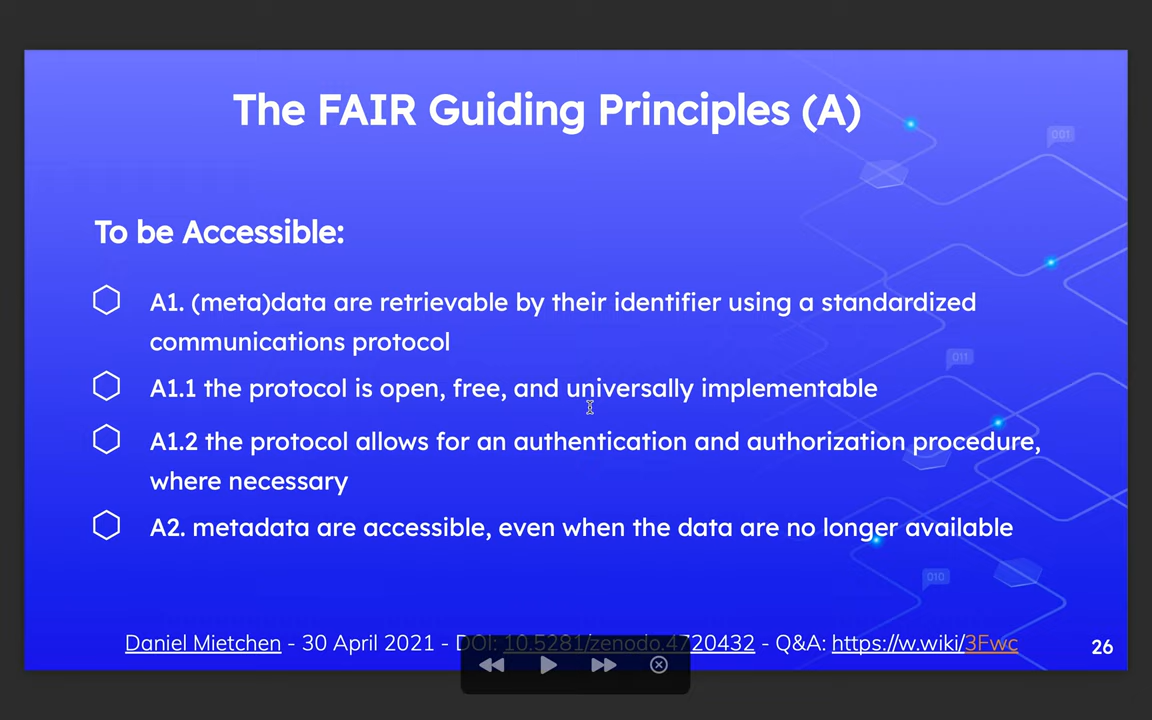 The FAIR Guiding Principles (A)
001
To be Accessible:
A1. (meta)data are retrievable by their identifier using a standardized
communications protocol
011
A1.1 the protocol is open, free, and universally implementable
A1.2 the protocol allows for an authentication and authorization procedure,
where necessary
A2. metadata are accessible, even when the data are no longer available
010
Daniel Mietchen - 30 April 2021 - DOI: 10.5281/zenodo.4720432 - Q&A: https://w.wiki/3Fwc
26